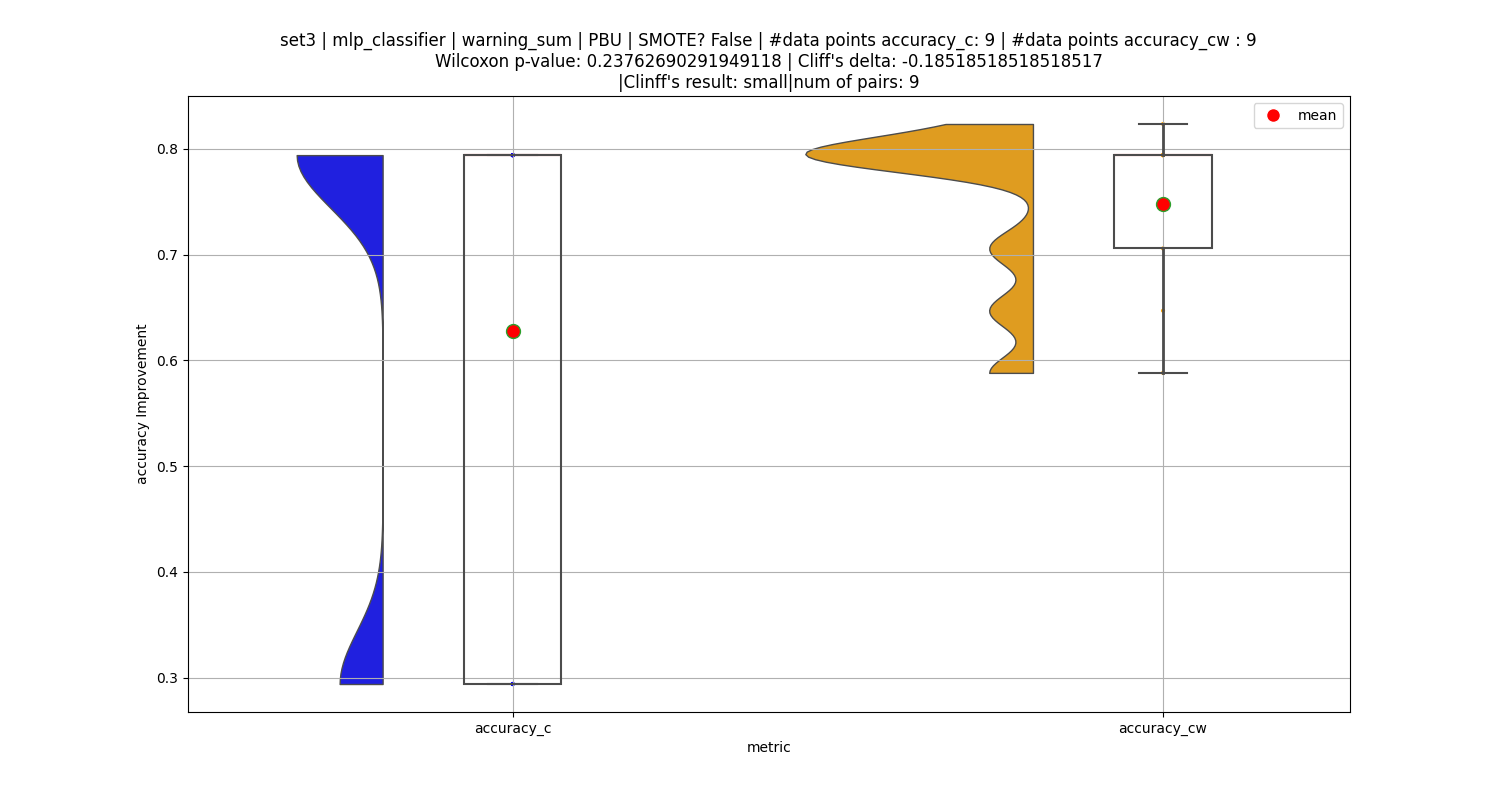 set3 | mlp_classifier | warning_sum | PBU | SMOTE? False | #data points accuracy_c: 9 | #data points accuracy_cw : 9
Wilcoxon p-value: 0.23762690291949118 | Cliff's delta: -0.18518518518518517
|Clinff's result: small|num of pairs: 9
mean
0.8
0.7
0.6
0.5
0.4
0.3
accuracy Improvement
accuracy_c
accuracy_cw
metric